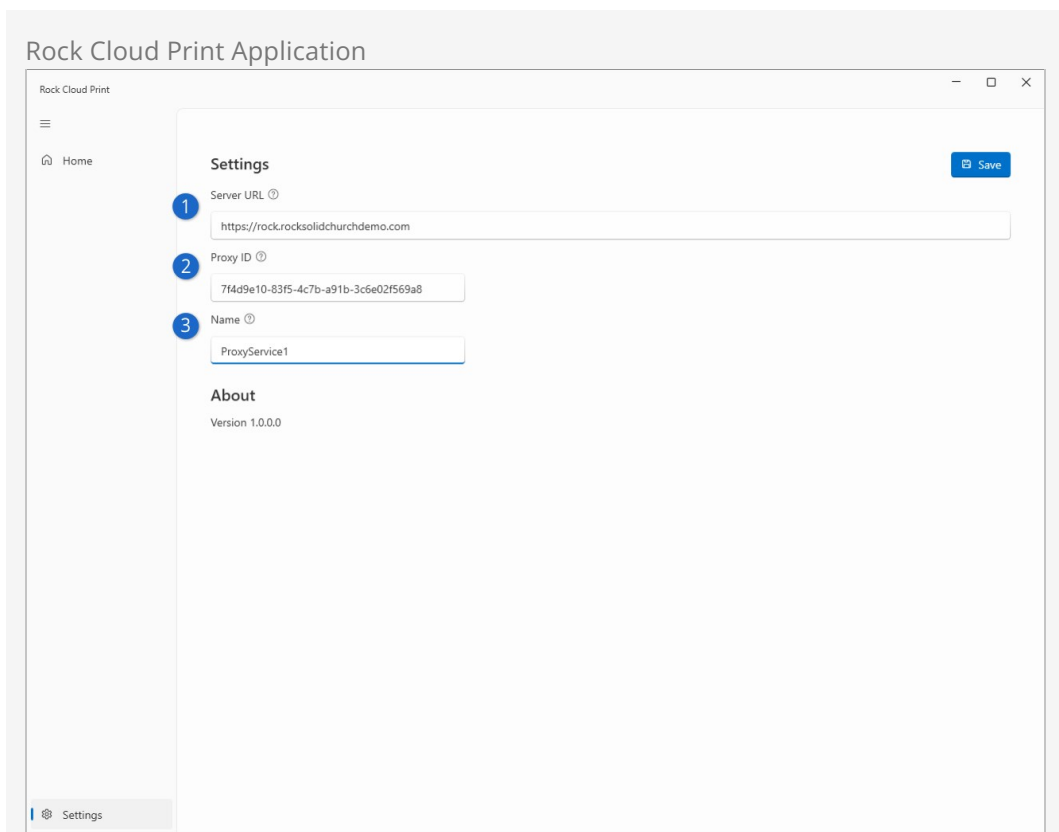 Rock Cloud Print Application
Rock Cloud Print
Home
Settings
Save
1
Server URL
https://rock.rocksolidchurchdemo.com
2
Proxy ID
7f4d9e10-83f5-4c7b-a91b-3c6e02f569a8
3
Name
ProxyService1
About
Version 1.0.0.0
Settings